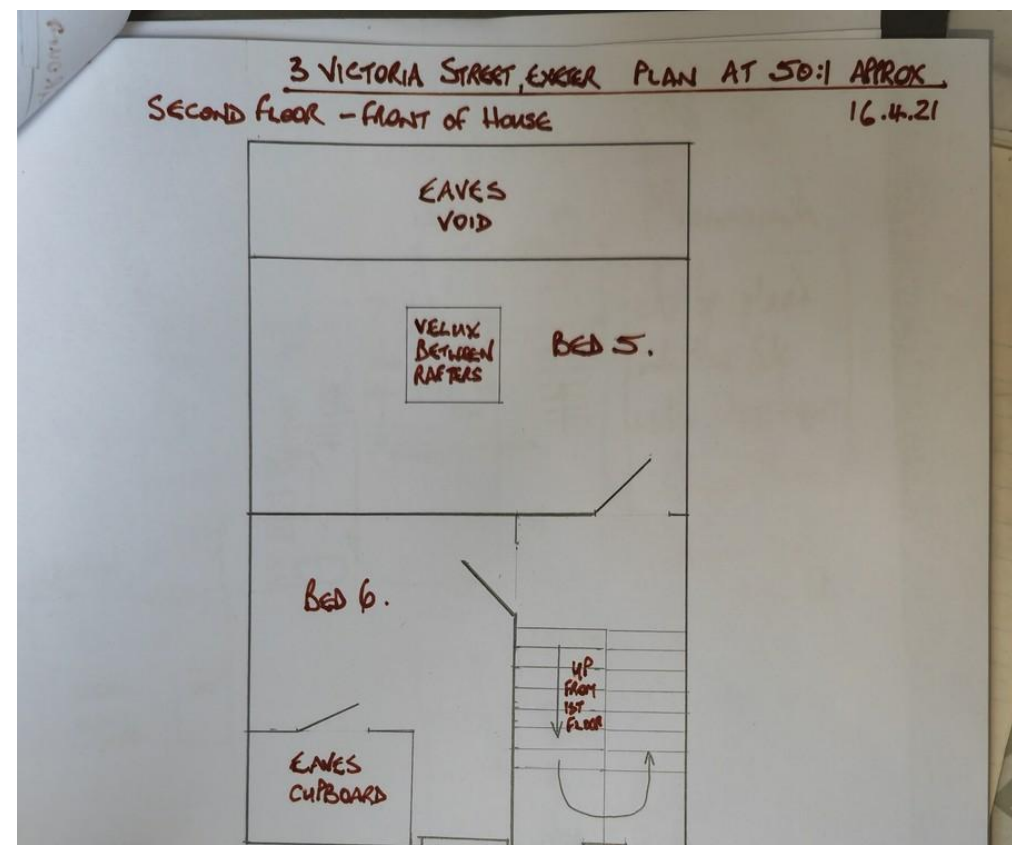 3 VICTORIA STREET, EXETER PLAN AT 50:1 APPROX.
SECOND FLOOR - FRONT OF HOUSE 16.4.21
EAVES
VOID
VELUX
BETWEEN
RAFTERS
BED 5.
BED 6.
UP
FROM
1ST
FLOOR
EAVES
CUPBOARD